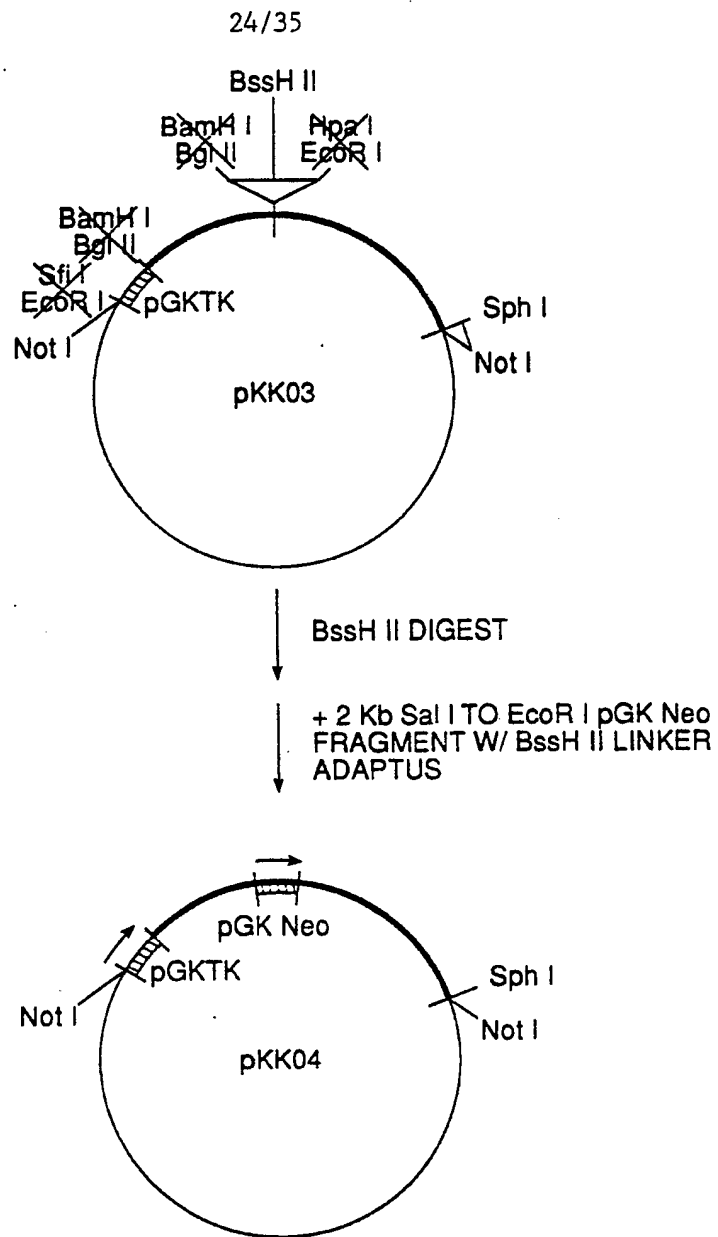 24/35
BssH II
BamH I
Bgl II
Hpa I
EcoR I
BamH I
Bgl II
Sfi I
EcoR I
pGKTK
Not I
Sph I
Not I
pKK03
BssH II DIGEST
+ 2 Kb Sal I TO EcoR I pGK Neo
FRAGMENT W/ BssH II LINKER
ADAPTUS
pGK Neo
pGKTK
Not I
Sph I
Not I
pKK04